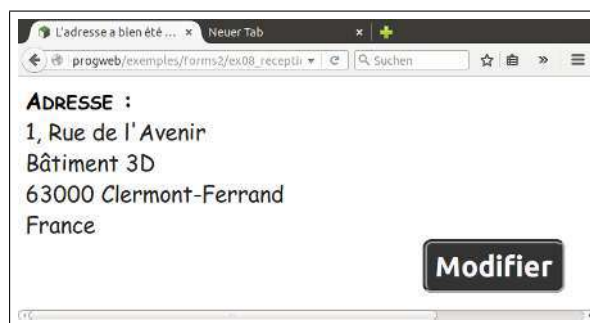 L'adresse a bien été ... × Neuer Tab ×
progweb/exemples/forms2/ex08_recepti Suchen »
ADRESSE :
1, Rue de l'Avenir
Bâtiment 3D
63000 Clermont-Ferrand
France
Modifier